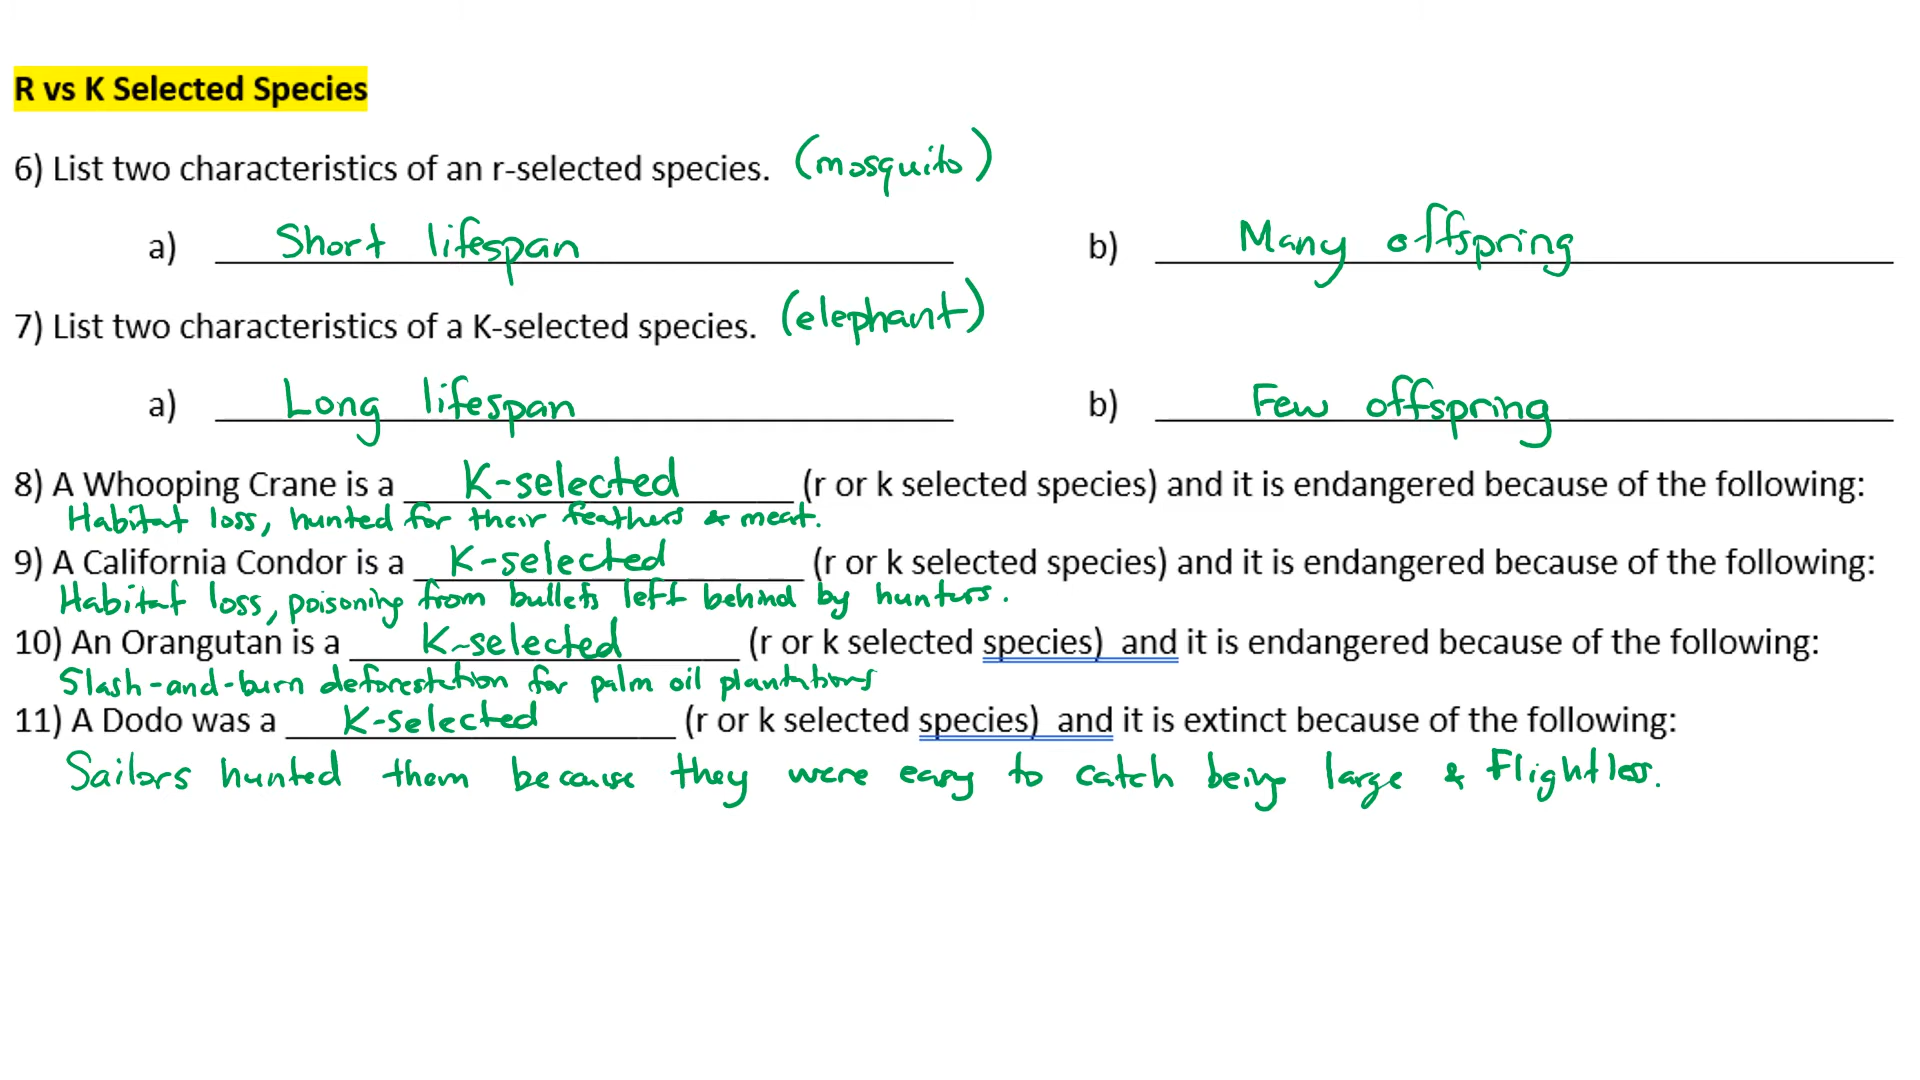 R vs K Selected Species
6) List two characteristics of an r-selected species. (mosquito)
a) Short lifespan b) Many offspring
7) List two characteristics of a K-selected species. (elephant)
a) Long lifespan b) Few offspring
8) A Whooping Crane is a K-selected (r or k selected species) and it is endangered because of the following:
Habitat loss, hunted for their feathers & meat.
9) A California Condor is a K-selected (r or k selected species) and it is endangered because of the following:
Habitat loss, poisoning from bullets left behind by hunters.
10) An Orangutan is a K-selected (r or k selected species) and it is endangered because of the following:
Slash-and-burn deforestation for palm oil plantations
11) A Dodo was a K-selected (r or k selected species) and it is extinct because of the following:
Sailors hunted them because they were easy to catch being large & flightless.